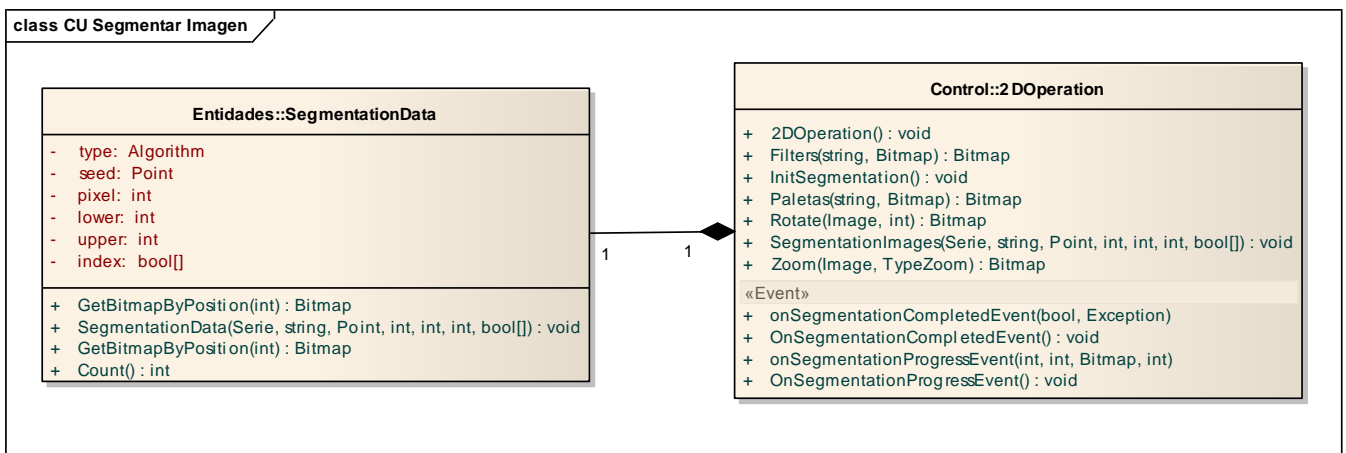 class CU Segmentar Imagen
Entidades::SegmentationData
- type: Algorithm
- seed: Point
- pixel: int
- lower: int
- upper: int
- index: bool[]
+ GetBitmapByPosition(int) : Bitmap
+ SegmentationData(Serie, string, Point, int, int, int, bool[]) : void
+ GetBitmapByPosition(int) : Bitmap
+ Count() : int
1
1
Control::2DOperation
+ 2DOperation() : void
+ Filters(string, Bitmap) : Bitmap
+ InitSegmentation() : void
+ Paletas(string, Bitmap) : Bitmap
+ Rotate(Image, int) : Bitmap
+ SegmentationImages(Serie, string, Point, int, int, int, bool[]) : void
+ Zoom(Image, TypeZoom) : Bitmap
«Event»
+ onSegmentationCompletedEvent(bool, Exception)
+ OnSegmentationCompletedEvent() : void
+ onSegmentationProgressEvent(int, int, Bitmap, int)
+ OnSegmentationProgressEvent() : void